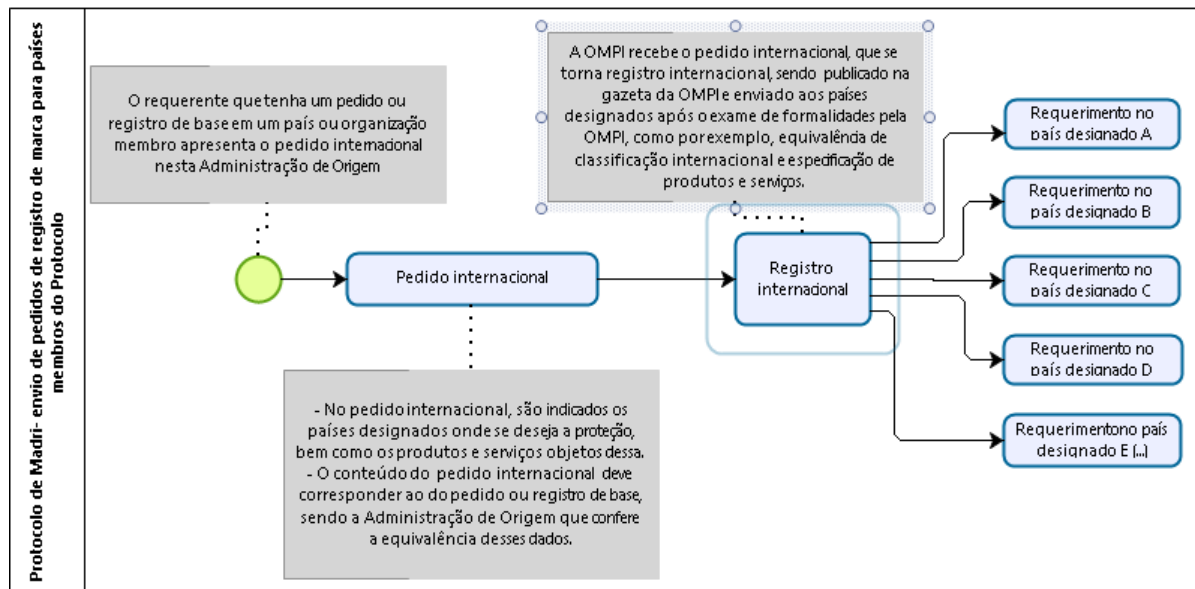 Protocolo de Madri- envio de pedidos de registro de marca para países
membros do Protocolo
O requerente que tenha um pedido ou
registro de base em um país ou organização
membro apresenta o pedido internacional
nesta Administração de Origem
A OMPI recebe o pedido internacional, que se
torna registro internacional, sendo publicado na
gazeta da OMPI e enviado aos países
designados após o exame de formalidades pela
OMPI, como por exemplo, equivalência de
classificação internacional e especificação de
produtos e serviços.
Pedido internacional
Registro
internacional
- No pedido internacional, são indicados os
países designados onde se deseja a proteção,
bem como os produtos e serviços objetos dessa.
- O conteúdo do pedido internacional deve
corresponder ao do pedido ou registro de base,
sendo a Administração de Origem que confere
a equivalência desses dados.
Requerimento no
país designado A
Requerimento no
país designado B
Requerimento no
país designado C
Requerimento no
país designado D
Requerimentono país
designado E (...)